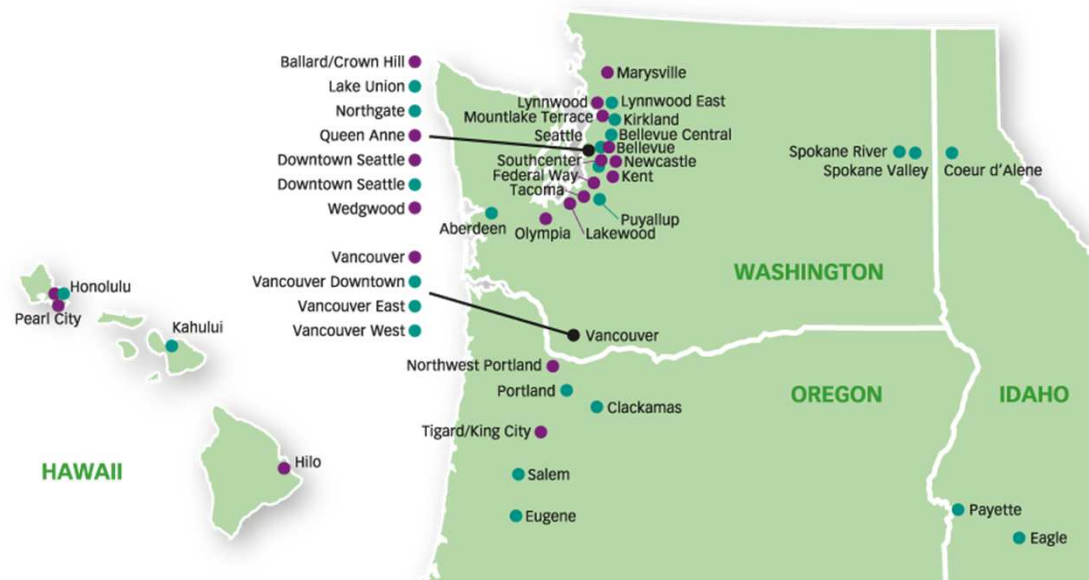 Ballard/Crown Hill
Lake Union
Northgate
Queen Anne
Downtown Seattle
Downtown Seattle
Wedgwood
Vancouver
Vancouver Downtown
Vancouver East
Vancouver West
Marysville
Lynnwood
Lynnwood East
Mountlake Terrace
Kirkland
Seattle
Bellevue Central
Bellevue
Southcenter
Newcastle
Federal Way
Kent
Tacoma
Puyallup
Aberdeen
Olympia
Lakewood
Spokane River
Spokane Valley
Coeur d'Alene
WASHINGTON
Honolulu
Pearl City
Kahului
Hilo
HAWAII
Vancouver
Northwest Portland
Portland
Clackamas
Tigard/King City
Salem
Eugene
OREGON
IDAHO
Payette
Eagle